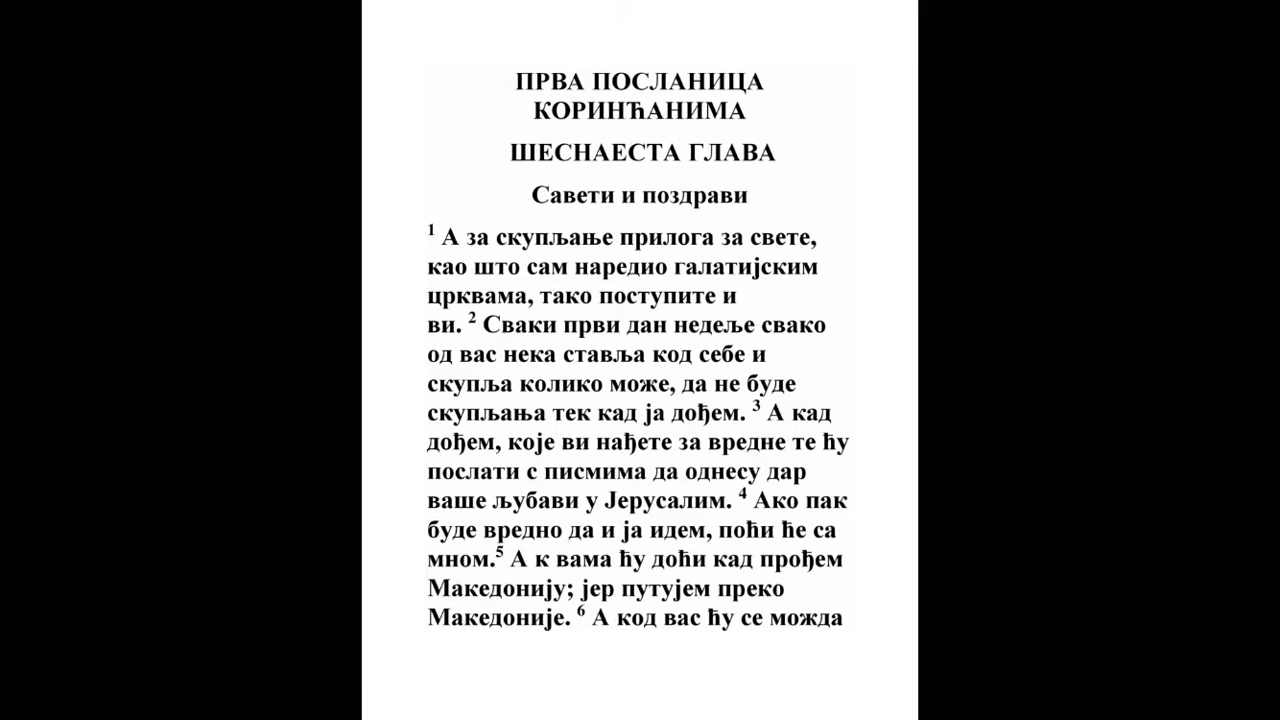 ПРВА ПОСЛАНИЦА
КОРИНЋАНИМА
ШЕСНАЕСТА ГЛАВА
Савети и поздрави
1 А за скупљање прилога за свете,
као што сам наредио галатијским
црквама, тако поступите и
ви. 2 Сваки први дан недеље свако
од вас нека ставља код себе и
скупља колико може, да не буде
скупљања тек кад ја дођем. 3 А кад
дођем, које ви нађете за вредне те ћу
послати с писмима да однесу дар
ваше љубави у Јерусалим. 4 Ако пак
буде вредно да и ја идем, поћи ће са
мном.5 А к вама ћу доћи кад прођем
Македонију; јер путујем преко
Македоније. 6 А код вас ћу се можда